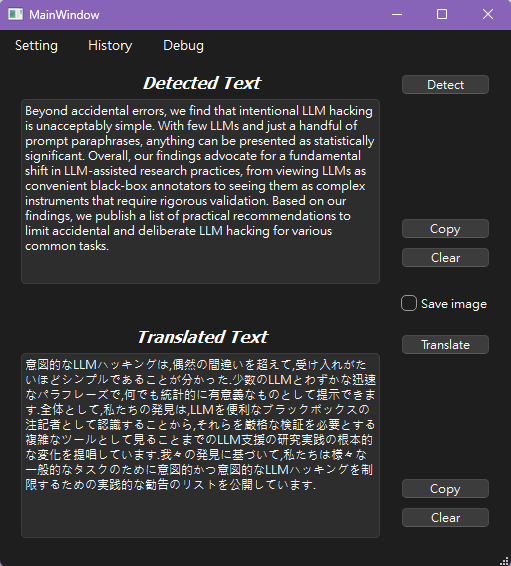 MainWindow
Setting
History
Debug
Detected Text
Detect
Beyond accidental errors, we find that intentional LLM hacking
is unacceptably simple. With few LLMs and just a handful of
prompt paraphrases, anything can be presented as statistically
significant. Overall, our findings advocate for a fundamental
shift in LLM-assisted research practices, from viewing LLMs as
convenient black-box annotators to seeing them as complex
instruments that require rigorous validation. Based on our
findings, we publish a list of practical recommendations to
limit accidental and deliberate LLM hacking for various
common tasks.
Copy
Clear
Save image
Translated Text
Translate
意図的なLLMハッキングは,偶然の間違いを超えて,受け入れがた
いほどシンプルであることが分かった.少数のLLMとわずかな迅速
なパラフレーズで,何でも統計的に有意義なものとして提示できま
す.全体として,私たちの発見は,LLMを便利なブラックボックスの
注記者として認識することから,それらを厳格な検証を必要とする
複雑なツールとして見ることまでのLLM支援の研究実践の根本的
な変化を提唱しています.我々の発見に基づいて,私たちは様々な
一般的なタスクのために意図的かつ意図的なLLMハッキングを制
限するための実践的な勧告のリストを公開しています.
Copy
Clear